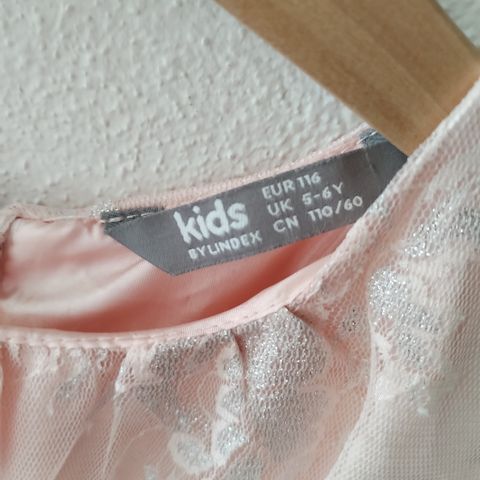 kids
BY LINDEX
EUR 116
UK 5-6Y
CN 110/60